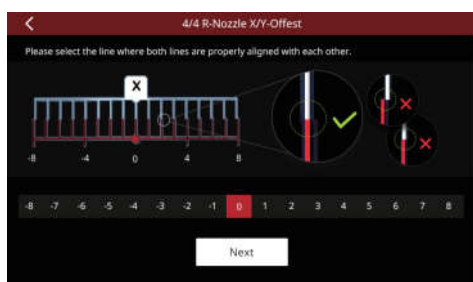 4/4 R-Nozzle X/Y-Offest
Please select the line where both lines are properly aligned with each other.
X
-8 -4 0 4 8
-8 -7 -6 -5 -4 -3 -2 -1 0 1 2 3 4 5 6 7 8
Next